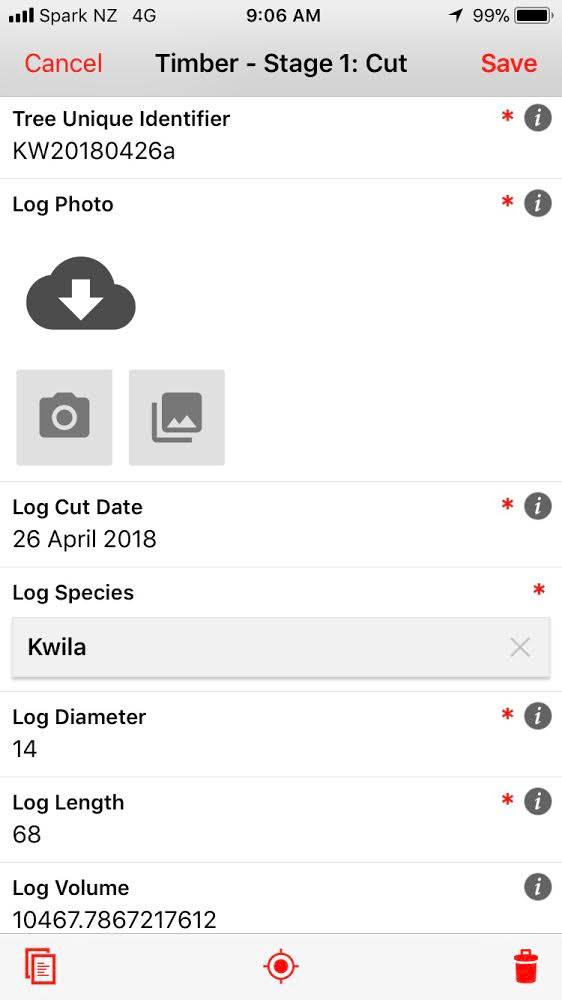 Spark NZ 4G 9:06 AM 99%
Cancel Timber - Stage 1: Cut Save
Tree Unique Identifier * i
KW20180426a
Log Photo * i
Log Cut Date * i
26 April 2018
Log Species *
Kwila
Log Diameter * i
14
Log Length * i
68
Log Volume i
10467.7867217612